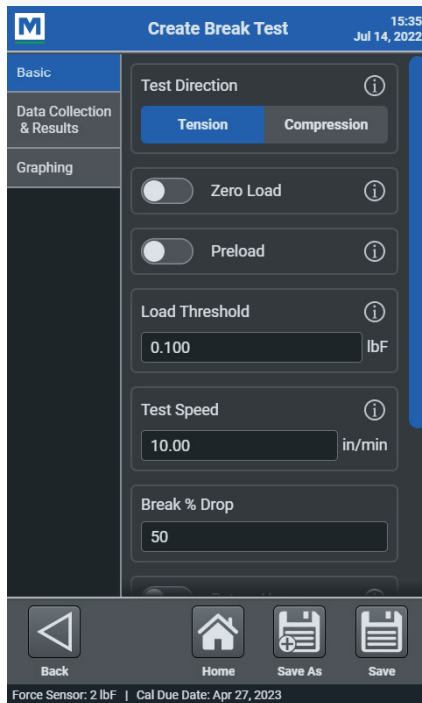 M
Create Break Test
15:35
Jul 14, 2022
Basic
Data Collection
& Results
Graphing
Test Direction
Tension
Compression
Zero Load
Preload
Load Threshold
0.100
lbF
Test Speed
10.00
in/min
Break % Drop
50
Back
Home
Save As
Save
Force Sensor: 2 lbF | Cal Due Date: Apr 27, 2023